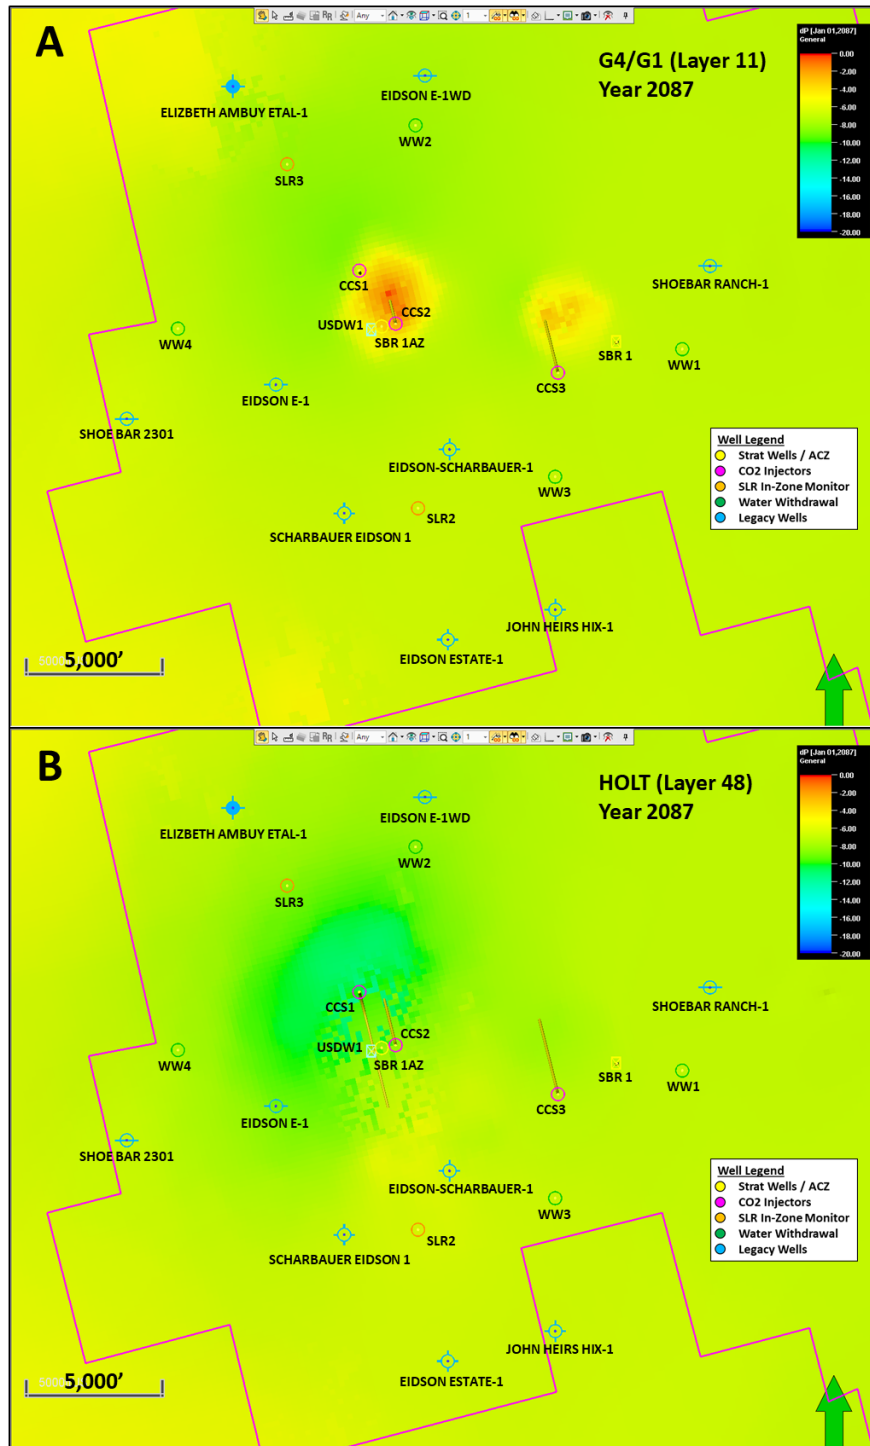 A
Any
1
dP [Jan 01,2087]
General
G4/G1 (Layer 11)
Year 2087
0.00
-2.00
-4.00
-6.00
-8.00
-10.00
-12.00
-14.00
-16.00
-18.00
-20.00
ELIZBETH AMBUY ETAL-1
EIDSON E-1WD
WW2
SLR3
CCS1
SHOEBAR RANCH-1
CCS2
USDW1
SBR 1AZ
WW4
SBR 1
WW1
CCS3
EIDSON E-1
SHOE BAR 2301
EIDSON-SCHARBAUER-1
WW3
SLR2
SCHARBAUER EIDSON 1
Well Legend
Strat Wells / ACZ
CO2 Injectors
SLR In-Zone Monitor
Water Withdrawal
Legacy Wells
JOHN HEIRS HIX-1
EIDSON ESTATE-1
5,000’
B
Any
1
dP [Jan 01,2087]
General
HOLT (Layer 48)
Year 2087
0.00
-2.00
-4.00
-6.00
-8.00
-10.00
-12.00
-14.00
-16.00
-18.00
-20.00
ELIZBETH AMBUY ETAL-1
EIDSON E-1WD
WW2
SLR3
CCS1
SHOEBAR RANCH-1
CCS2
USDW1
SBR 1AZ
WW4
SBR 1
WW1
CCS3
EIDSON E-1
SHOE BAR 2301
EIDSON-SCHARBAUER-1
WW3
SLR2
SCHARBAUER EIDSON 1
Well Legend
Strat Wells / ACZ
CO2 Injectors
SLR In-Zone Monitor
Water Withdrawal
Legacy Wells
JOHN HEIRS HIX-1
EIDSON ESTATE-1
5,000’